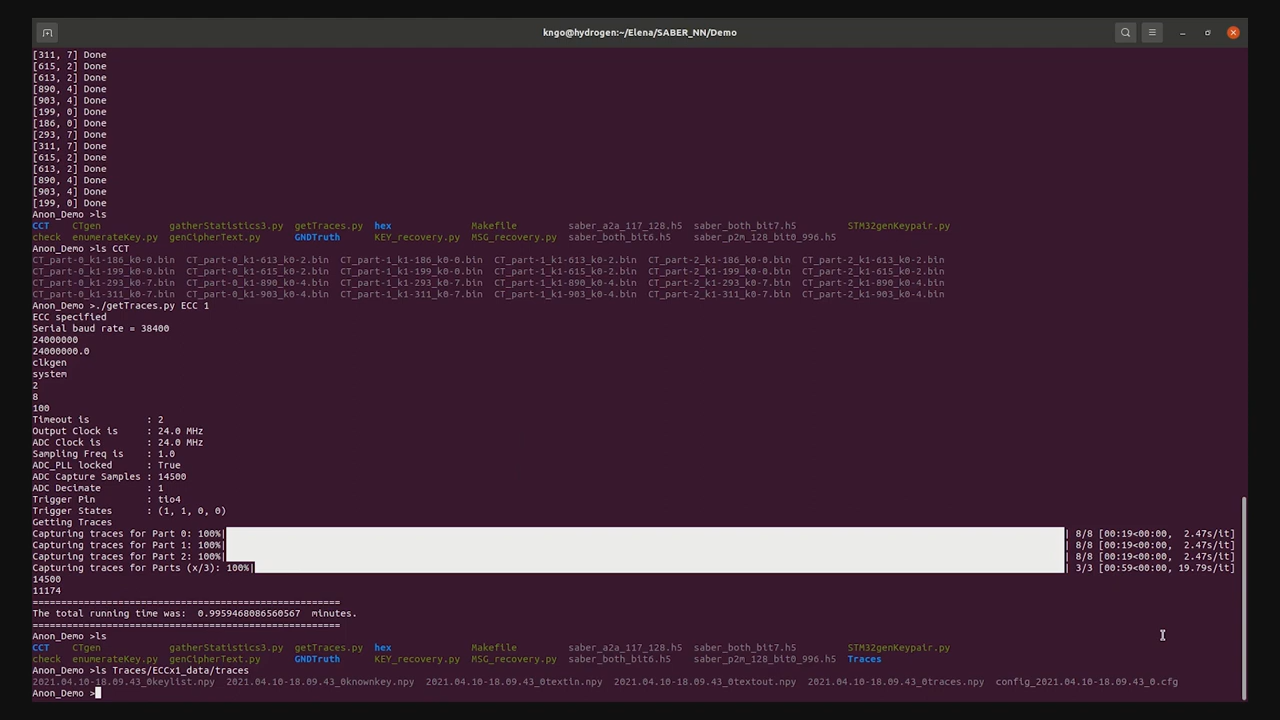 kngo@hydrogen:~/Elena/SABER_NN/Demo
[311, 7] Done
[615, 2] Done
[613, 2] Done
[890, 4] Done
[903, 4] Done
[199, 0] Done
[186, 0] Done
[293, 7] Done
[311, 7] Done
[615, 2] Done
[613, 2] Done
[890, 4] Done
[903, 4] Done
[199, 0] Done
Anon_Demo >ls
CCT CTgen gatherStatistics3.py getTraces.py hex Makefile saber_a2a_117_128.h5 saber_both_bit7.h5 STM32genKeypair.py
check enumerateKey.py genCipherText.py GNDTruth KEY_recovery.py MSG_recovery.py saber_both_bit6.h5 saber_p2m_128_bit0_996.h5
Anon_Demo >ls CCT
CT_part-0_k1-186_k0-0.bin CT_part-0_k1-613_k0-2.bin CT_part-1_k1-186_k0-0.bin CT_part-1_k1-613_k0-2.bin CT_part-2_k1-186_k0-0.bin CT_part-2_k1-613_k0-2.bin
CT_part-0_k1-199_k0-0.bin CT_part-0_k1-615_k0-2.bin CT_part-1_k1-199_k0-0.bin CT_part-1_k1-615_k0-2.bin CT_part-2_k1-199_k0-0.bin CT_part-2_k1-615_k0-2.bin
CT_part-0_k1-293_k0-7.bin CT_part-0_k1-890_k0-4.bin CT_part-1_k1-293_k0-7.bin CT_part-1_k1-890_k0-4.bin CT_part-2_k1-293_k0-7.bin CT_part-2_k1-890_k0-4.bin
CT_part-0_k1-311_k0-7.bin CT_part-0_k1-903_k0-4.bin CT_part-1_k1-311_k0-7.bin CT_part-1_k1-903_k0-4.bin CT_part-2_k1-311_k0-7.bin CT_part-2_k1-903_k0-4.bin
Anon_Demo >./getTraces.py ECC 1
ECC specified
Serial baud rate = 38400
24000000
24000000.0
clkgen
system
2
8
100
Timeout is : 2
Output Clock is : 24.0 MHz
ADC Clock is : 24.0 MHz
Sampling Freq is : 1.0
ADC_PLL locked : True
ADC Capture Samples : 14500
ADC Decimate : 1
Trigger Pin : tio4
Trigger States : (1, 1, 0, 0)
Getting Traces
Capturing traces for Part 0: 100%| | 8/8 [00:19<00:00, 2.47s/it]
Capturing traces for Part 1: 100%| | 8/8 [00:19<00:00, 2.47s/it]
Capturing traces for Part 2: 100%| | 8/8 [00:19<00:00, 2.47s/it]
Capturing traces for Parts (x/3): 100%| | 3/3 [00:59<00:00, 19.79s/it]
14500
11174
======================================================
The total running time was: 0.9959468086560567 minutes.
======================================================
Anon_Demo >ls
CCT CTgen gatherStatistics3.py getTraces.py hex Makefile saber_a2a_117_128.h5 saber_both_bit7.h5 STM32genKeypair.py
check enumerateKey.py genCipherText.py GNDTruth KEY_recovery.py MSG_recovery.py saber_both_bit6.h5 saber_p2m_128_bit0_996.h5 Traces
Anon_Demo >ls Traces/ECCx1_data/traces
2021.04.10-18.09.43_0keylist.npy 2021.04.10-18.09.43_0knownkey.npy 2021.04.10-18.09.43_0textin.npy 2021.04.10-18.09.43_0textout.npy 2021.04.10-18.09.43_0traces.npy config_2021.04.10-18.09.43_0.cfg
Anon_Demo >